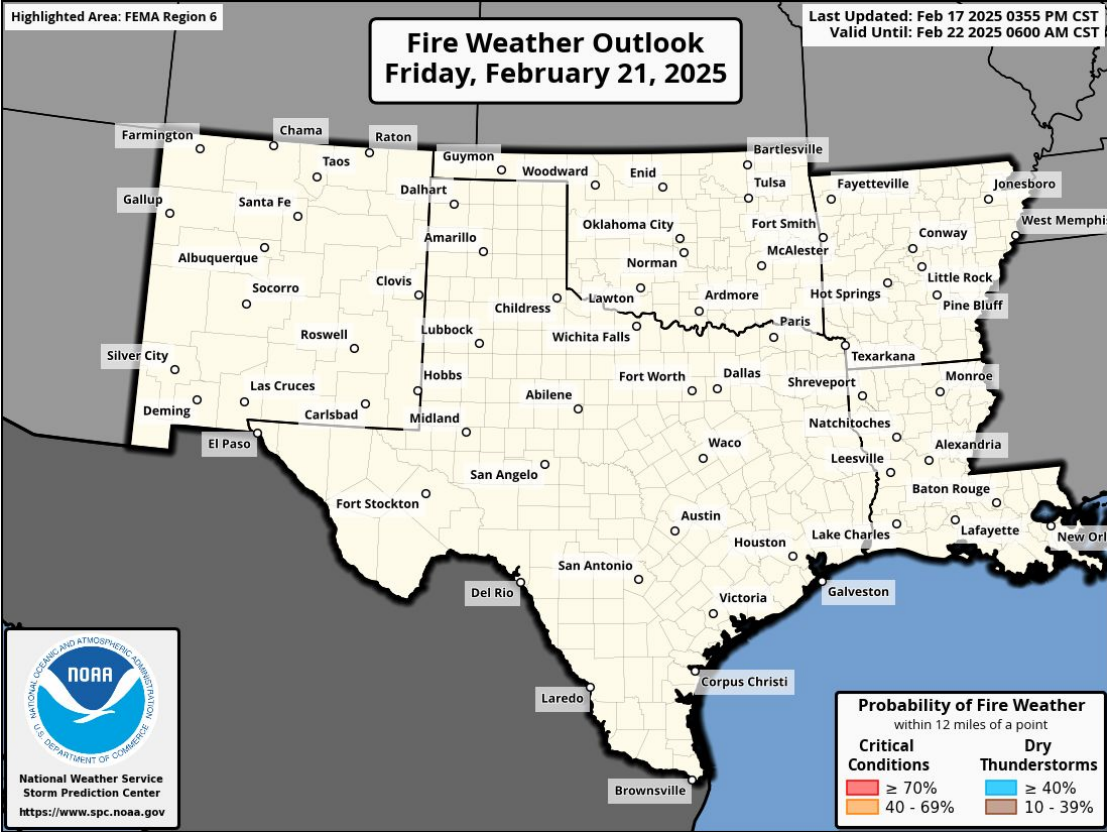 Highlighted Area: FEMA Region 6
Fire Weather Outlook
Friday, February 21, 2025
Last Updated: Feb 17 2025 0355 PM CST
Valid Until: Feb 22 2025 0600 AM CST
Farmington
Chama
Raton
Taos
Guymon
Woodward
Enid
Bartlesville
Tulsa
Fayetteville
Jonesboro
Gallup
Santa Fe
Dalhart
Oklahoma City
Fort Smith
West Memphis
Amarillo
Conway
Albuquerque
Norman
McAlester
Little Rock
Socorro
Clovis
Childress
Lawton
Ardmore
Hot Springs
Pine Bluff
Roswell
Lubbock
Wichita Falls
Paris
Texarkana
Silver City
Las Cruces
Hobbs
Fort Worth
Dallas
Shreveport
Monroe
Deming
Carlsbad
Midland
Abilene
Natchitoches
El Paso
Waco
Alexandria
San Angelo
Leesville
Fort Stockton
Baton Rouge
Austin
Houston
Lake Charles
Lafayette
New Orl
San Antonio
Del Rio
Victoria
Galveston
Laredo
Corpus Christi
Brownsville
NATIONAL OCEANIC AND ATMOSPHERIC ADMINISTRATION
NOAA
U.S. DEPARTMENT OF COMMERCE
National Weather Service
Storm Prediction Center
https://www.spc.noaa.gov
Probability of Fire Weather
within 12 miles of a point
Critical Conditions
≥ 70%
40 - 69%
Dry Thunderstorms
≥ 40%
10 - 39%